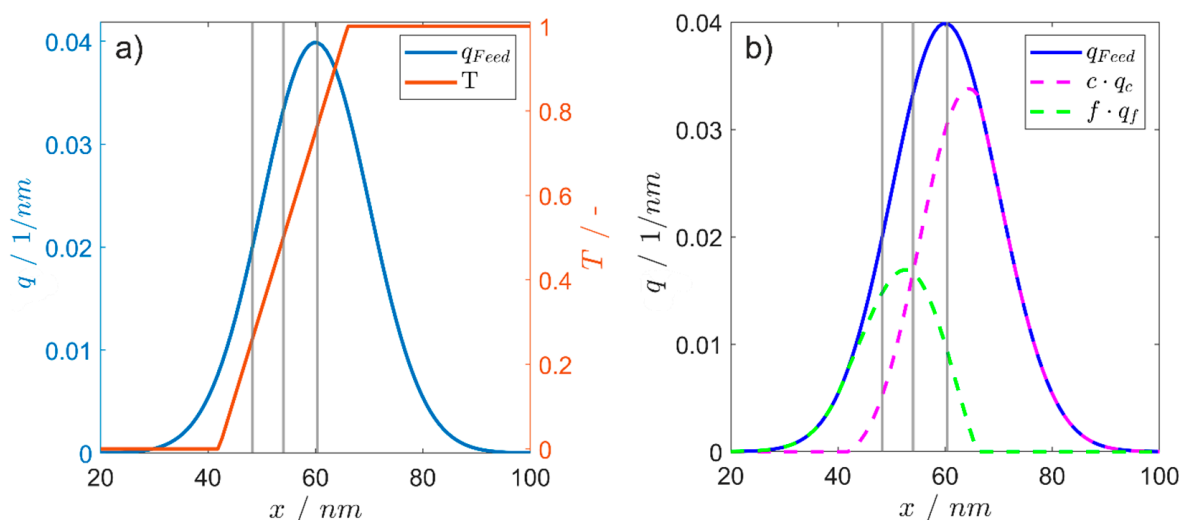 a)
q_Feed
T
0.04
0.03
0.02
0.01
0
q / 1/nm
1
0.8
0.6
0.4
0.2
0
T / -
20 40 60 80 100
x / nm
b)
q_Feed
c · q_c
f · q_f
0.04
0.03
0.02
0.01
0
q / 1/nm
20 40 60 80 100
x / nm